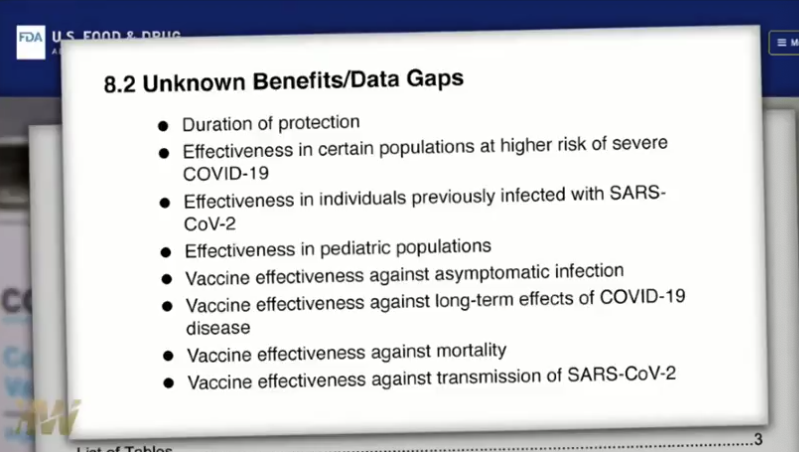 FDA U.S. FOOD & DRUG
8.2 Unknown Benefits/Data Gaps
● Duration of protection
● Effectiveness in certain populations at higher risk of severe
COVID-19
● Effectiveness in individuals previously infected with SARS-
CoV-2
● Effectiveness in pediatric populations
● Vaccine effectiveness against asymptomatic infection
● Vaccine effectiveness against long-term effects of COVID-19
disease
● Vaccine effectiveness against mortality
● Vaccine effectiveness against transmission of SARS-CoV-2
HW
List of Tables 3